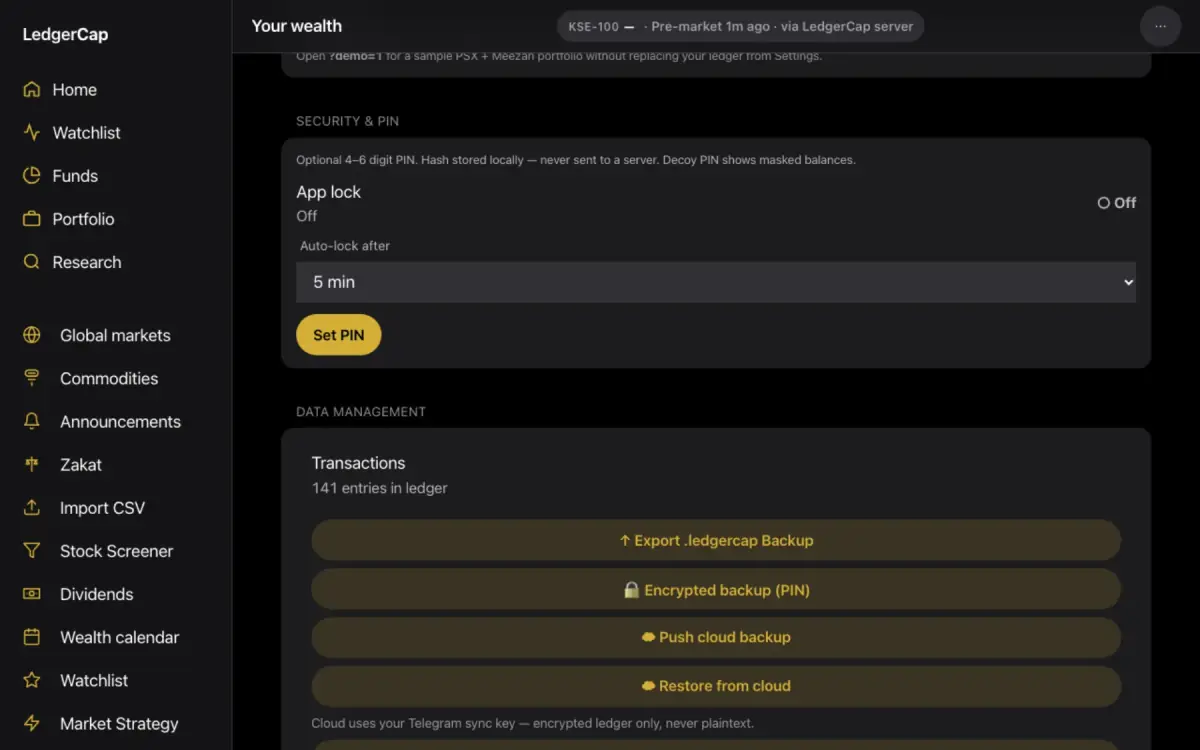 LedgerCap
Home
Watchlist
Funds
Portfolio
Research
Global markets
Commodities
Announcements
Zakat
Import CSV
Stock Screener
Dividends
Wealth calendar
Watchlist
Market Strategy
Your wealth
KSE-100 — · Pre-market 1m ago · via LedgerCap server
...
Open ?demo=1 for a sample PSX + Meezan portfolio without replacing your ledger from Settings.
SECURITY & PIN
Optional 4–6 digit PIN. Hash stored locally — never sent to a server. Decoy PIN shows masked balances.
App lock
Off
Off
Auto-lock after
5 min
Set PIN
DATA MANAGEMENT
Transactions
141 entries in ledger
↑ Export .ledgercap Backup
🔒 Encrypted backup (PIN)
☁ Push cloud backup
☁ Restore from cloud
Cloud uses your Telegram sync key — encrypted ledger only, never plaintext.